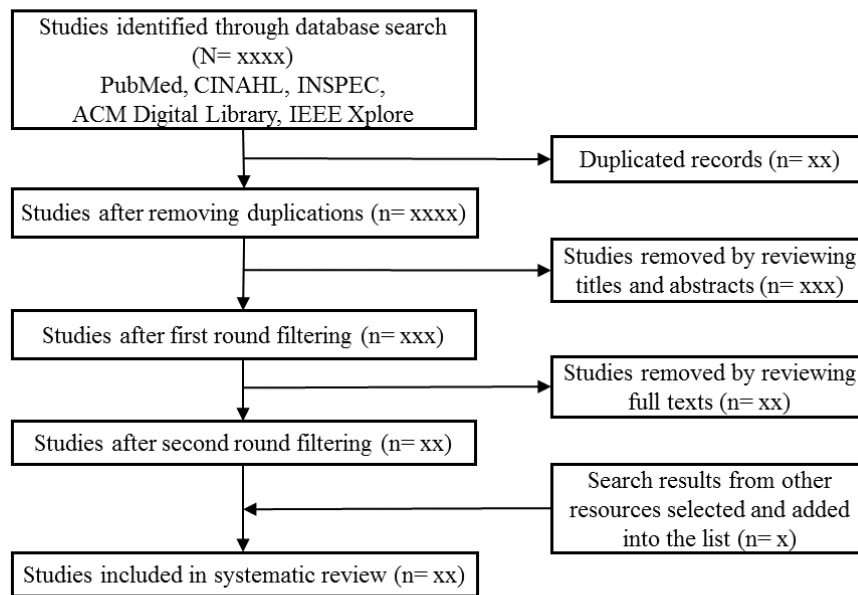 Studies identified through database search
(N= xxxx)
PubMed, CINAHL, INSPEC,
ACM Digital Library, IEEE Xplore
Duplicated records (n= xx)
Studies after removing duplications (n= xxxx)
Studies removed by reviewing
titles and abstracts (n= xxx)
Studies after first round filtering (n= xxx)
Studies removed by reviewing
full texts (n= xx)
Studies after second round filtering (n= xx)
Search results from other
resources selected and added
into the list (n= x)
Studies included in systematic review (n= xx)